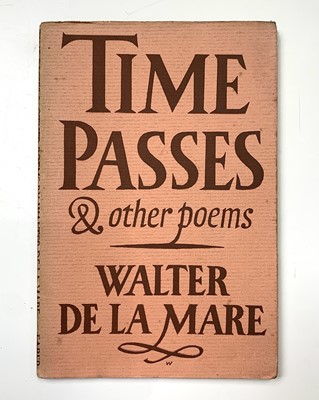 TIME
PASSES
& other poems
WALTER
DE LA MARE
W